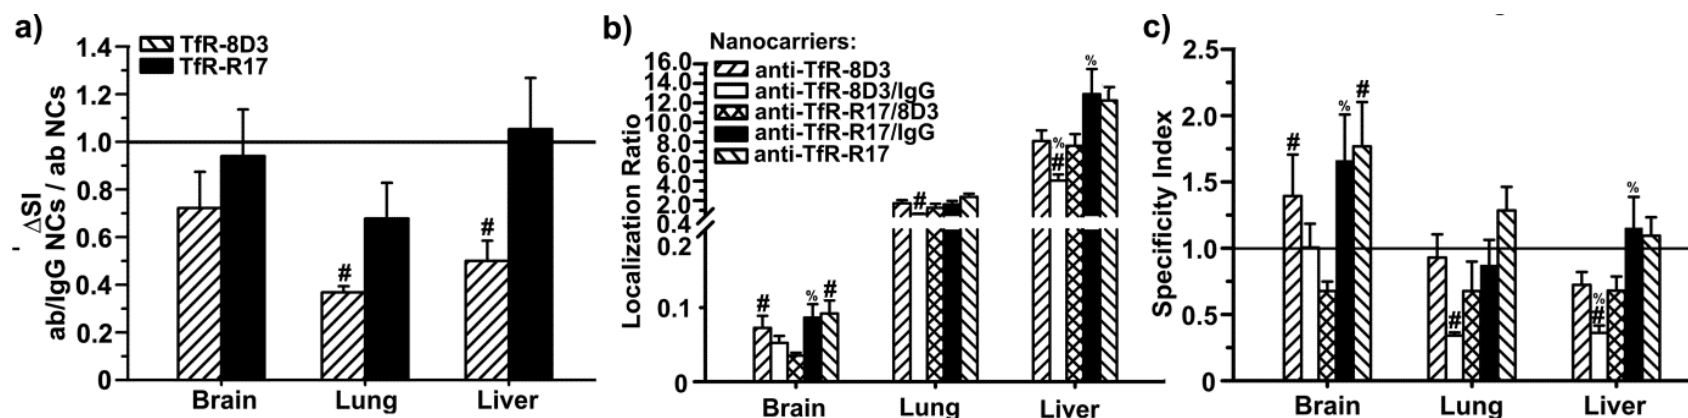 a)
ΔSI
ab/IgG NCs / ab NCs
1.4
1.2
1.0
0.8
0.6
0.4
0.2
0
TfR-8D3
TfR-R17
#
#
Brain Lung Liver
b)
Localization Ratio
Nanocarriers:
anti-TfR-8D3
anti-TfR-8D3/IgG
anti-TfR-R17/8D3
anti-TfR-R17/IgG
anti-TfR-R17
16.0
14.0
12.0
10.0
8.0
6.0
4.0
2.0
0.4
0.2
0.1
0
# % #
#
% # %
Brain Lung Liver
c)
Specificity Index
2.5
2.0
1.5
1.0
0.5
0
# % #
#
% # %
Brain Lung Liver